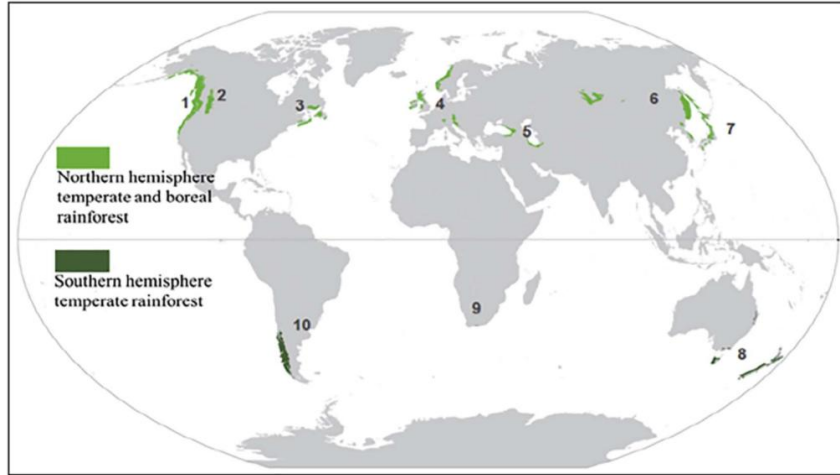 1
2
3
4
5
6
7
Northern hemisphere
temperate and boreal
rainforest
Southern hemisphere
temperate rainforest
8
9
10